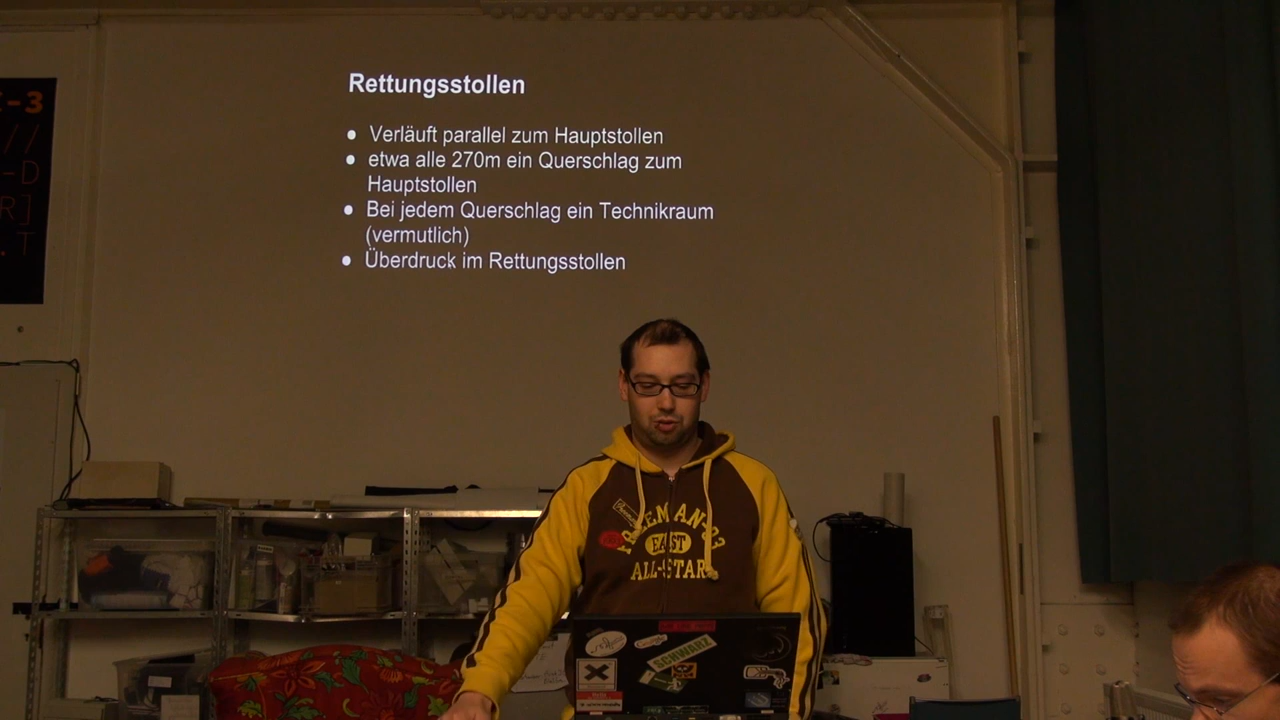 Rettungsstollen
● Verläuft parallel zum Hauptstollen
● etwa alle 270m ein Querschlag zum
Hauptstollen
● Bei jedem Querschlag ein Technikraum
(vermutlich)
● Überdruck im Rettungsstollen
-3
//
-D
R]
.T
EAST
ALL-STAR
SCHWARZ